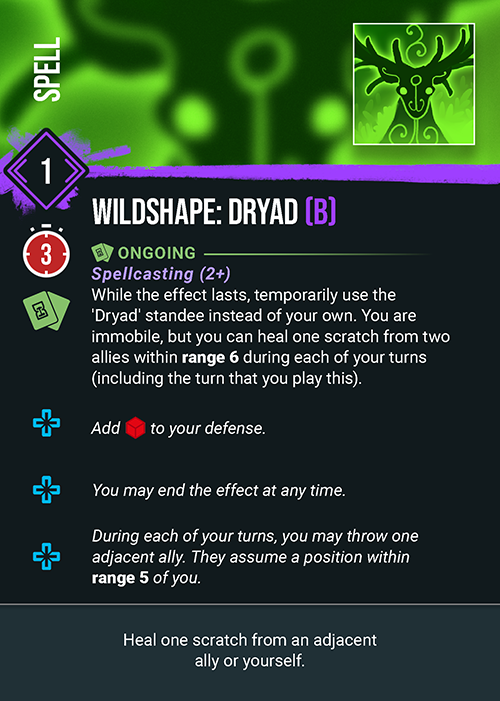 SPELL
1
WILDSHAPE: DRYAD (B)
3
ONGOING
Spellcasting (2+)
While the effect lasts, temporarily use the
'Dryad' standee instead of your own. You are
immobile, but you can heal one scratch from two
allies within range 6 during each of your turns
(including the turn that you play this).
Add to your defense.
You may end the effect at any time.
During each of your turns, you may throw one
adjacent ally. They assume a position within
range 5 of you.
Heal one scratch from an adjacent
ally or yourself.